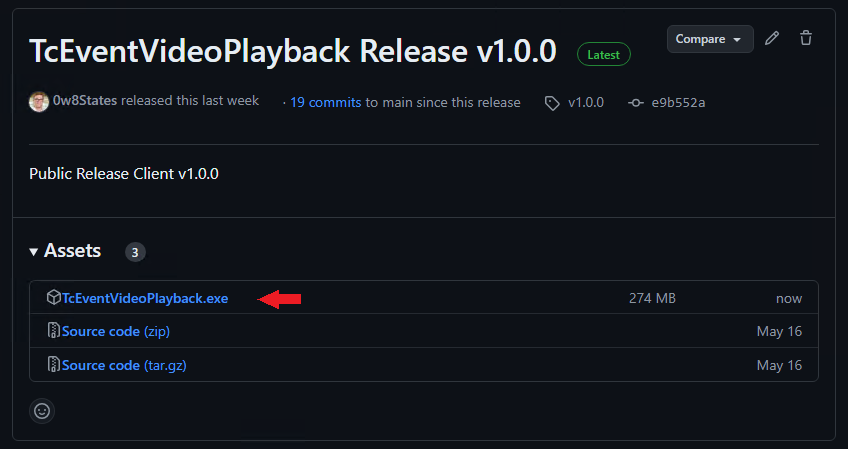 TcEventVideoPlayback Release v1.0.0 Latest Compare
0w8States released this last week · 19 commits to main since this release v1.0.0 e9b552a
Public Release Client v1.0.0
Assets 3
TcEventVideoPlayback.exe 274 MB now
Source code (zip) May 16
Source code (tar.gz) May 16